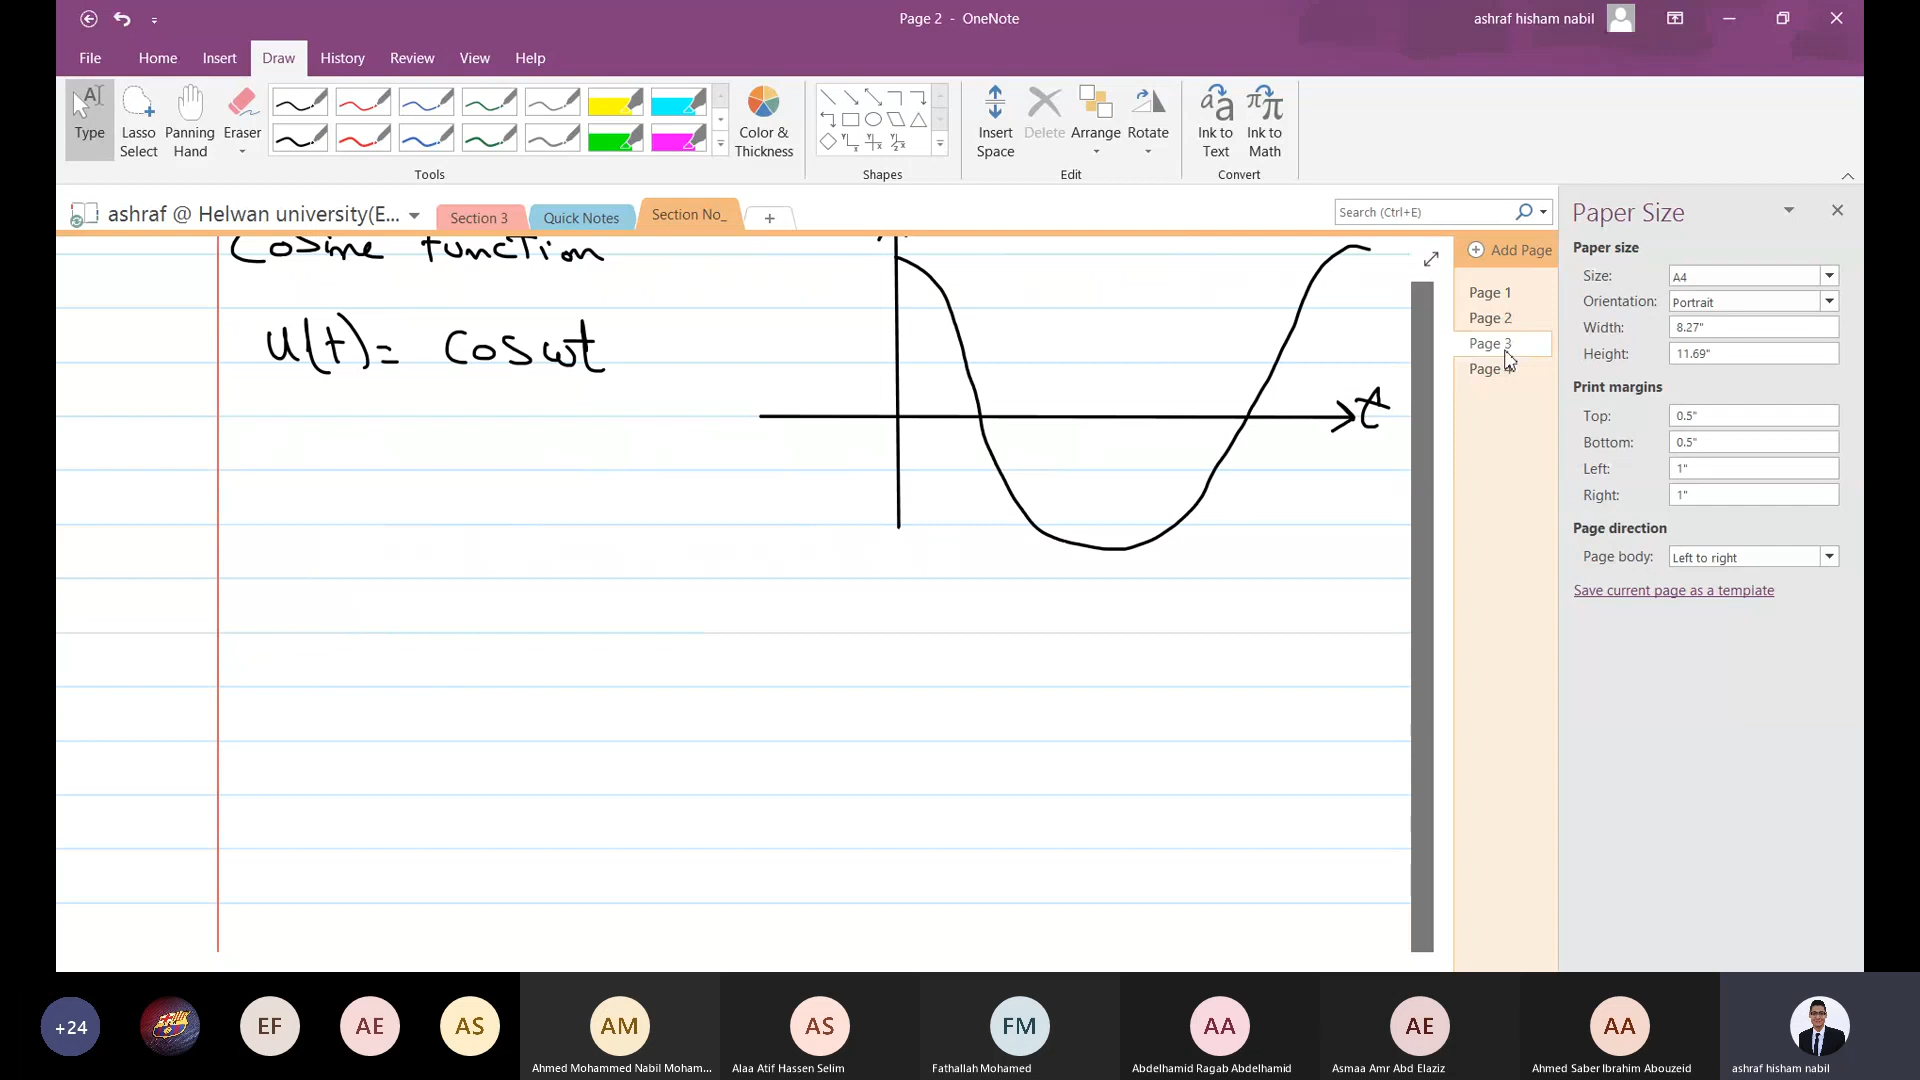 Page 2 - OneNote
ashraf hisham nabil
File Home Insert Draw History Review View Help
Type
Lasso Select
Panning Hand
Eraser
Color & Thickness
Insert Space
Delete
Arrange
Rotate
Ink to Text
Ink to Math
Tools
Shapes
Edit
Convert
ashraf @ Helwan university(E...
Section 3
Quick Notes
Section No_
Search (Ctrl+E)
Cosine function
u(t)= cos ωt
t
Add Page
Page 1
Page 2
Page 3
Page
Paper Size
Paper size
Size: A4
Orientation: Portrait
Width: 8.27"
Height: 11.69"
Print margins
Top: 0.5"
Bottom: 0.5"
Left: 1"
Right: 1"
Page direction
Page body: Left to right
Save current page as a template
+24
EF
AE
AS
AM
Ahmed Mohammed Nabil Moham...
AS
Alaa Atif Hassen Selim
FM
Fathallah Mohamed
AA
Abdelhamid Ragab Abdelhamid
AE
Asmaa Amr Abd Elaziz
AA
Ahmed Saber Ibrahim Abouzeid
ashraf hisham nabil